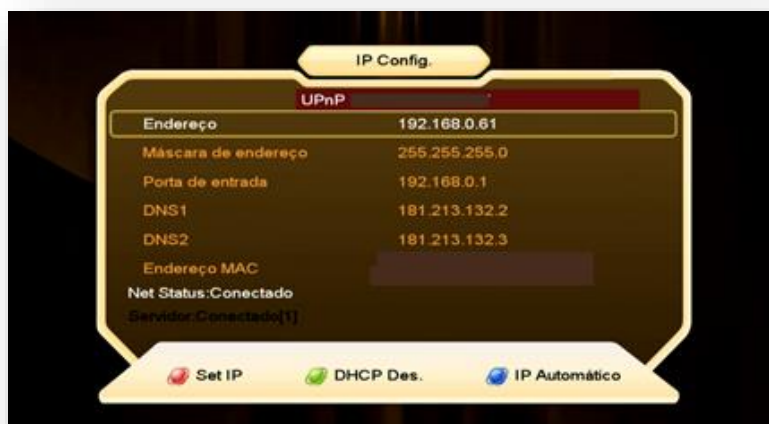 IP Config.
UPnP
Endereço 192.168.0.61
Máscara de endereço 255.255.255.0
Porta de entrada 192.168.0.1
DNS1 181.213.132.2
DNS2 181.213.132.3
Endereço MAC
Net Status:Conectado
Servidor:Conectado[1]
Set IP DHCP Des. IP Automático